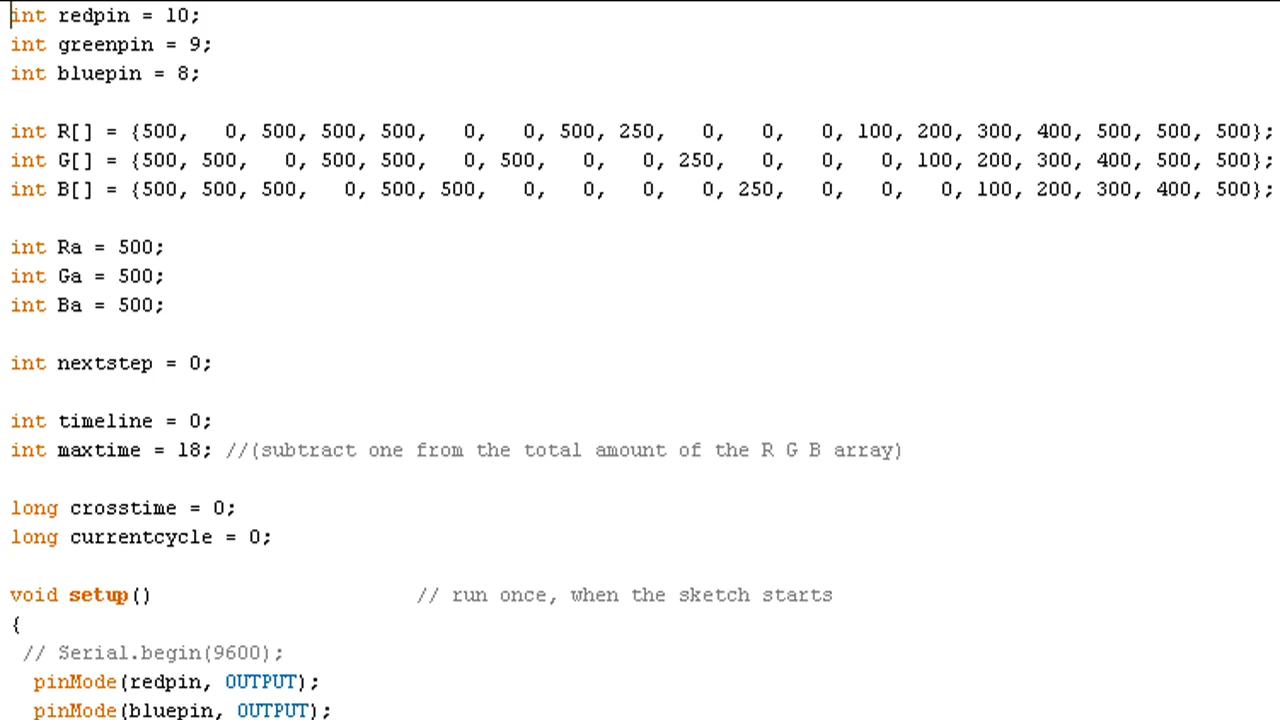 int redpin = 10;
int greenpin = 9;
int bluepin = 8;
int R[] = {500,   0, 500, 500, 500,   0,   0, 500, 250,   0,   0,   0, 100, 200, 300, 400, 500, 500, 500};
int G[] = {500, 500,   0, 500, 500,   0, 500,   0,   0, 250,   0,   0,   0, 100, 200, 300, 400, 500, 500};
int B[] = {500, 500, 500,   0, 500, 500,   0,   0,   0,   0, 250,   0,   0,   0, 100, 200, 300, 400, 500};
int Ra = 500;
int Ga = 500;
int Ba = 500;
int nextstep = 0;
int timeline = 0;
int maxtime = 18; //(subtract one from the total amount of the R G B array)
long crosstime = 0;
long currentcycle = 0;
void setup()                      // run once, when the sketch starts
{
 // Serial.begin(9600);
  pinMode(redpin, OUTPUT);
  pinMode(bluepin, OUTPUT);